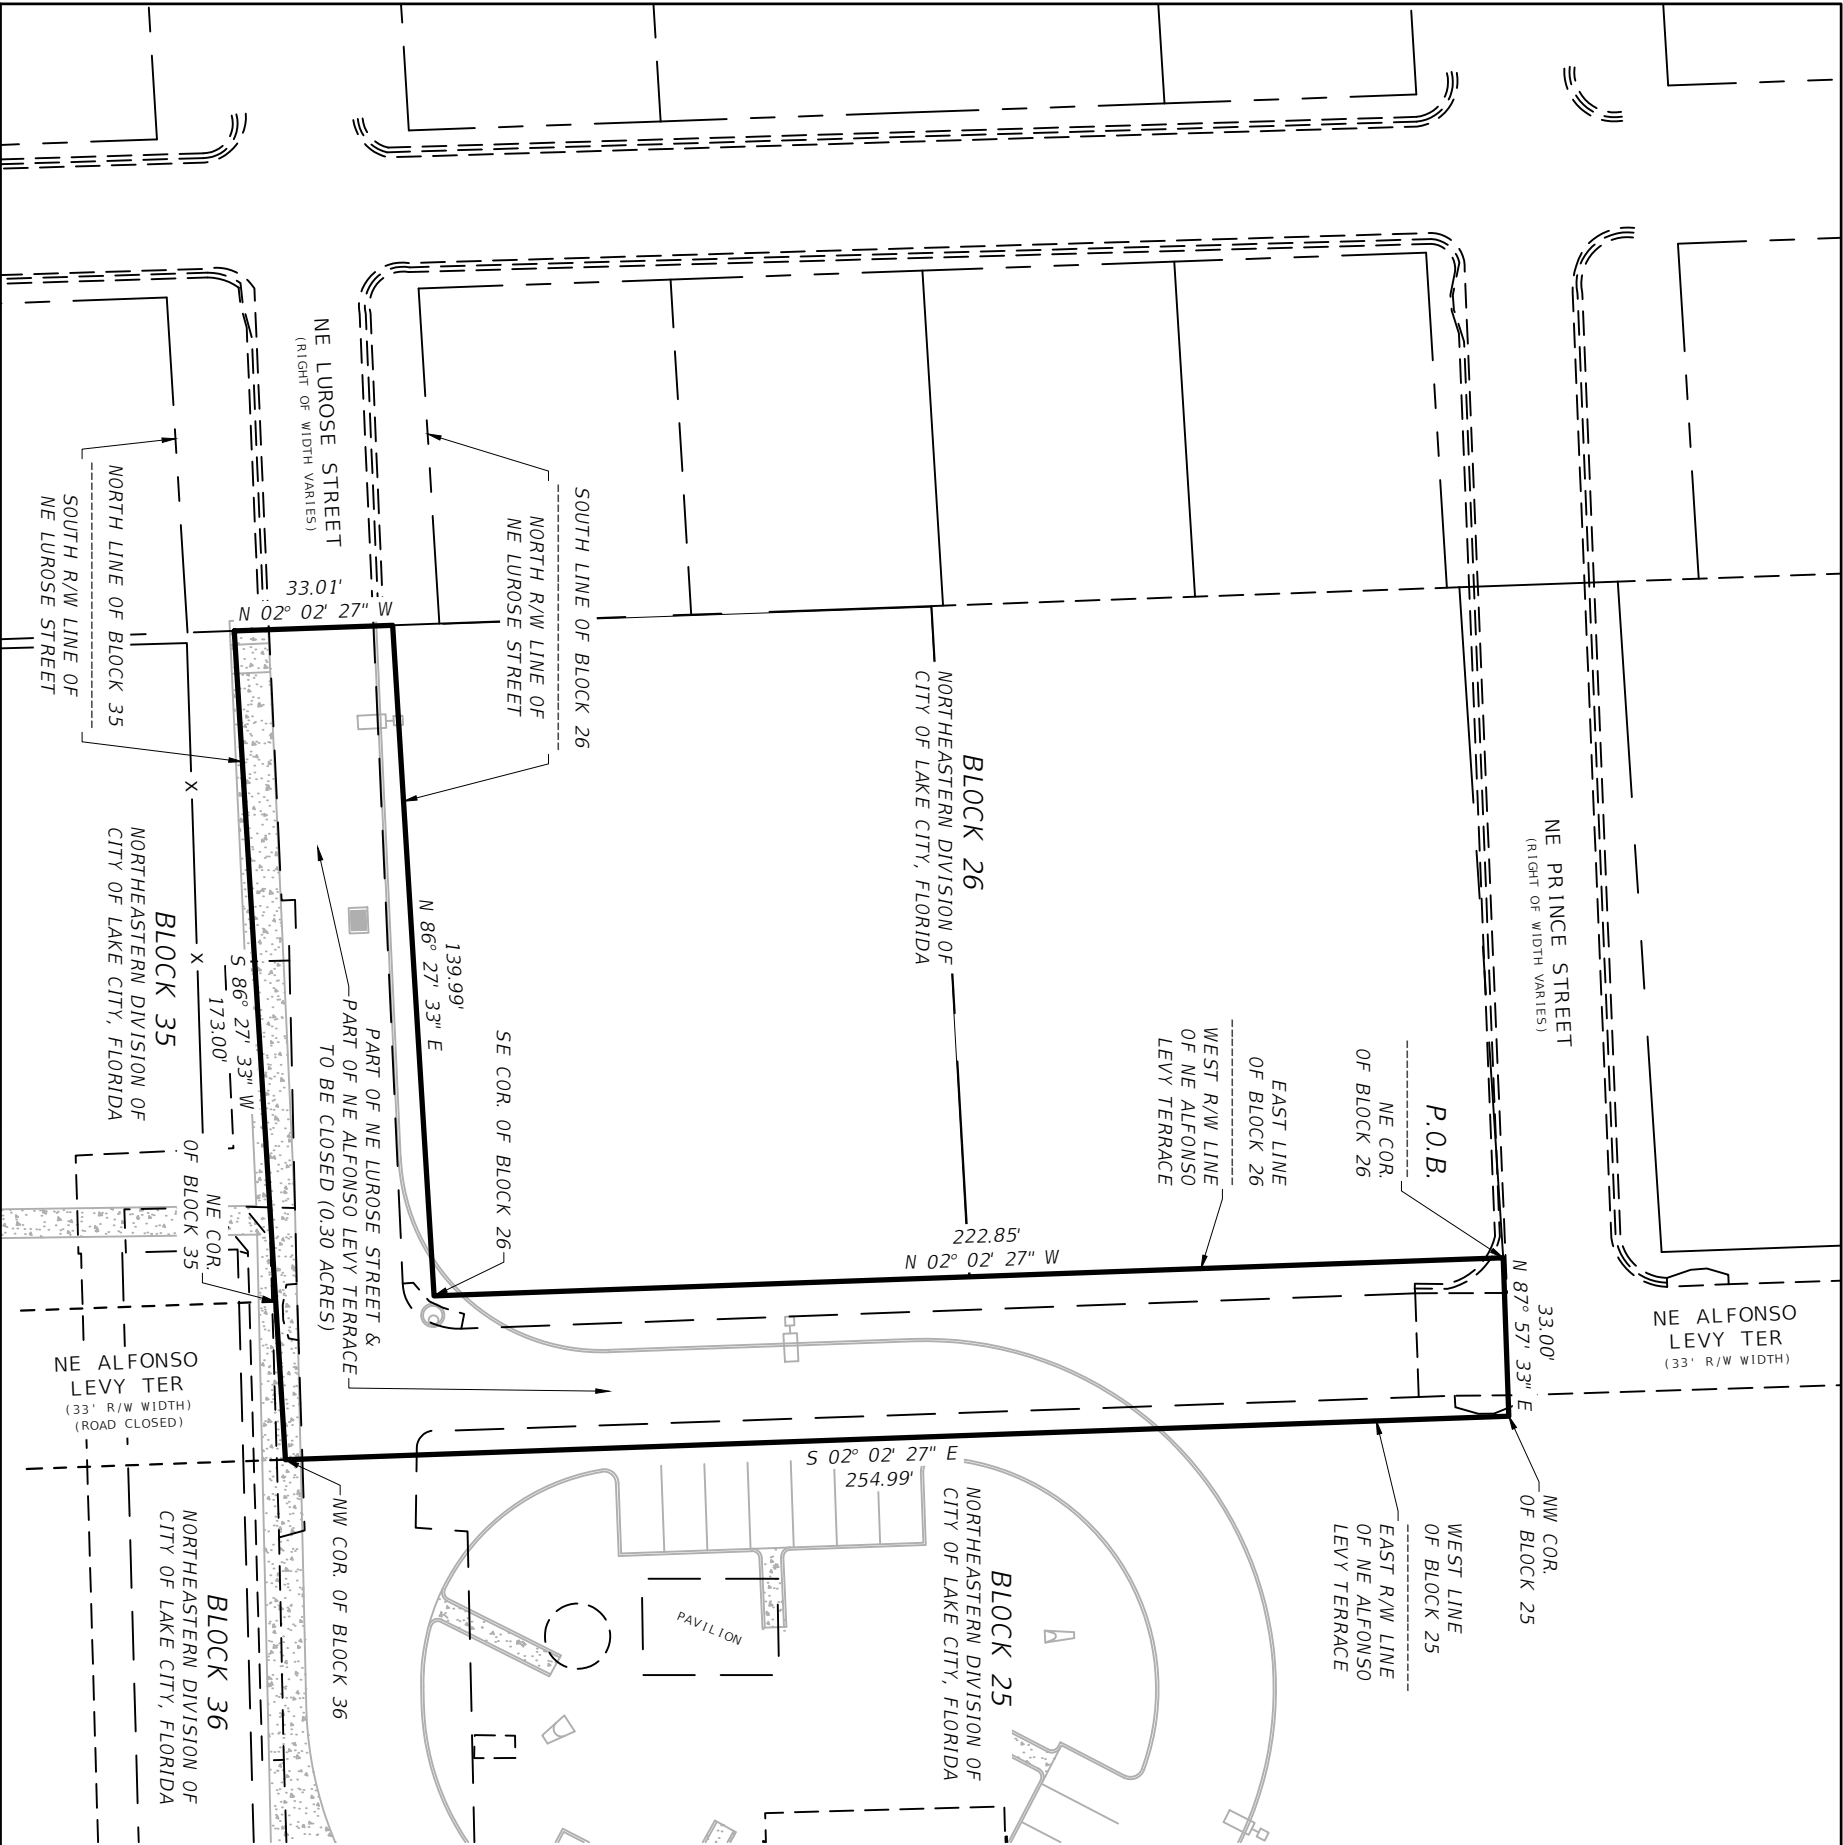 NE LUROSE STREET
(RIGHT OF WIDTH VARIES)
NORTH LINE OF BLOCK 35
SOUTH R/W LINE OF
NE LUROSE STREET
SOUTH LINE OF BLOCK 26
NORTH R/W LINE OF
NE LUROSE STREET
33.01'
N 02° 02' 27" W
BLOCK 26
NORTHEASTERN DIVISION OF
CITY OF LAKE CITY, FLORIDA
NE PRINCE STREET
(RIGHT OF WIDTH VARIES)
X
X
BLOCK 35
NORTHEASTERN DIVISION OF
CITY OF LAKE CITY, FLORIDA
139.99'
N 86° 27' 33" E
S 86° 27' 33" W
173.00'
PART OF NE LUROSE STREET &
PART OF NE ALFONSO LEVY TERRACE
TO BE CLOSED (0.30 ACRES)
SE COR. OF BLOCK 26
EAST LINE
OF BLOCK 26
WEST R/W LINE
OF NE ALFONSO
LEVY TERRACE
P.O.B.
NE COR.
OF BLOCK 26
NE COR.
OF BLOCK 35
222.85'
N 02° 02' 27" W
33.00'
N 87° 57' 33" E
NE ALFONSO
LEVY TER
(33' R/W WIDTH)
NE ALFONSO
LEVY TER
(33' R/W WIDTH)
(ROAD CLOSED)
S 02° 02' 27" E
254.99'
NW COR.
OF BLOCK 25
WEST LINE
OF BLOCK 25
EAST R/W LINE
OF NE ALFONSO
LEVY TERRACE
NW COR. OF BLOCK 36
BLOCK 36
NORTHEASTERN DIVISION OF
CITY OF LAKE CITY, FLORIDA
PAVILION
BLOCK 25
NORTHEASTERN DIVISION OF
CITY OF LAKE CITY, FLORIDA